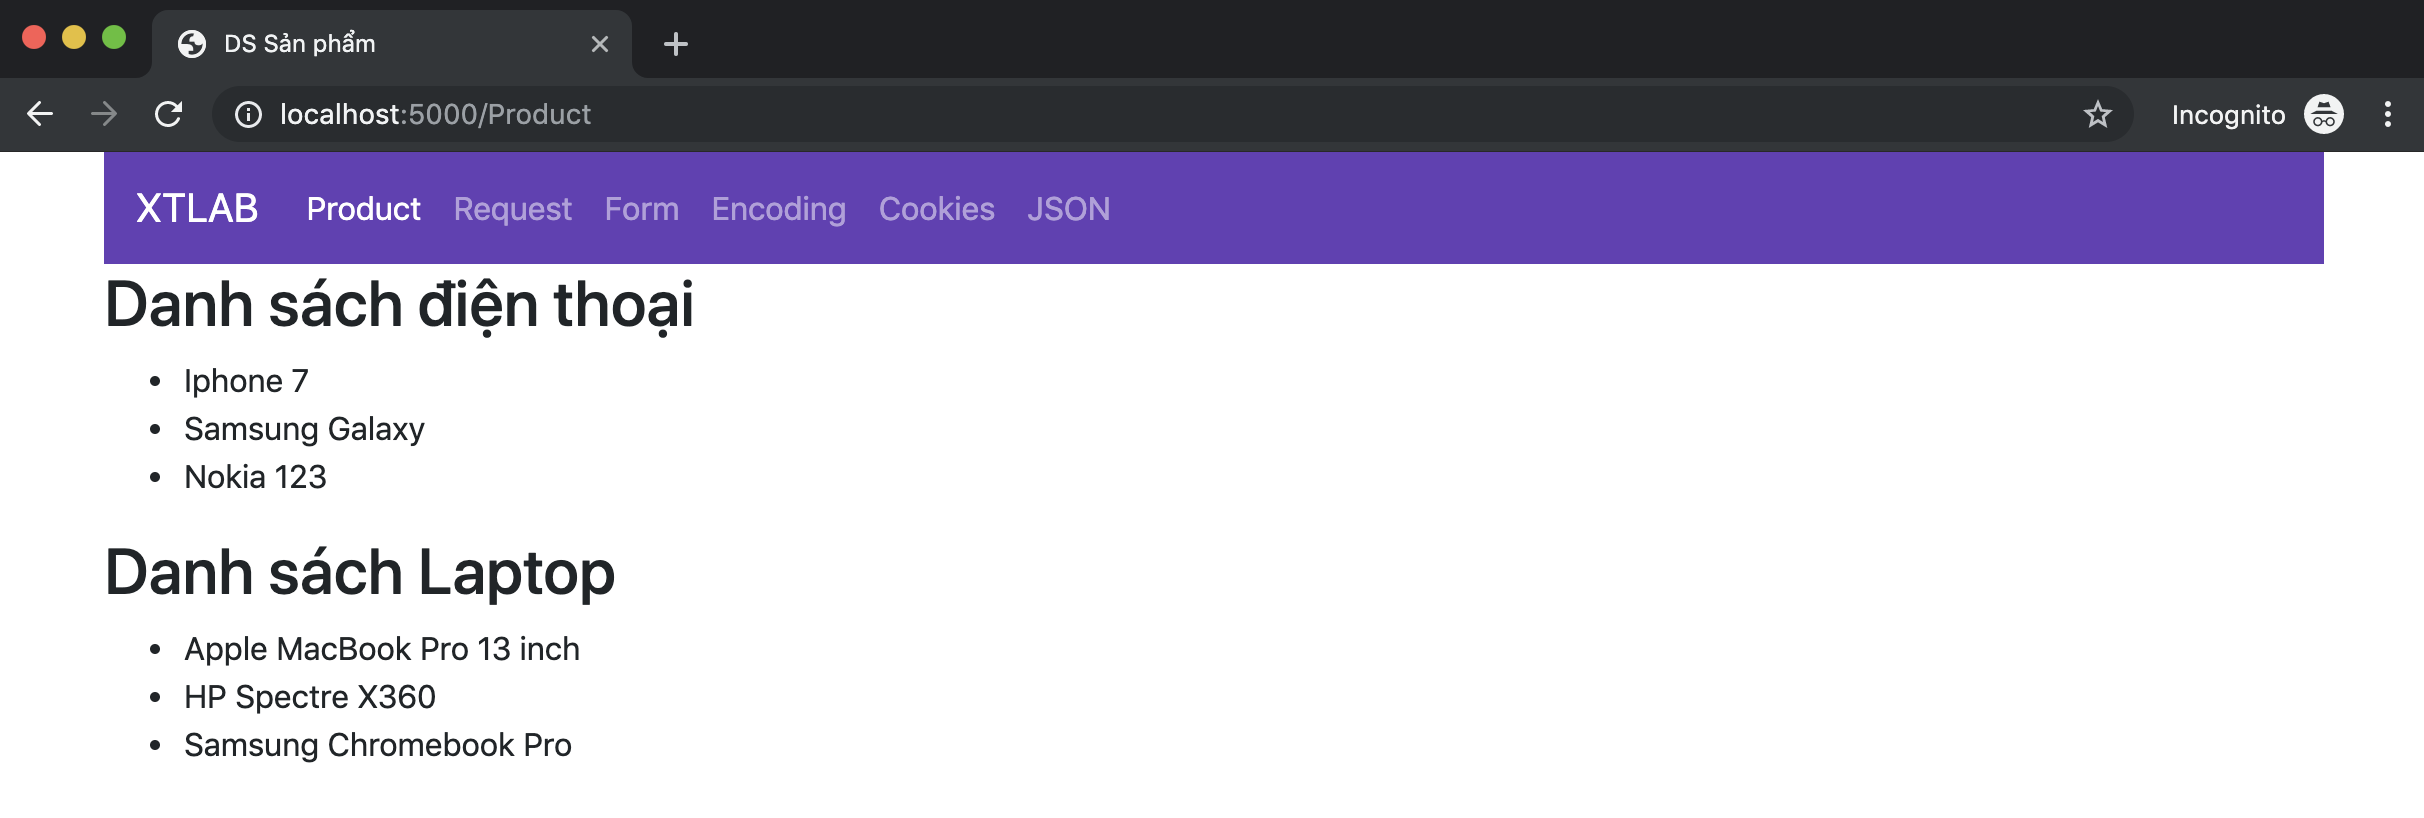 DS Sản phẩm
localhost:5000/Product
Incognito
XTLAB Product Request Form Encoding Cookies JSON
Danh sách điện thoại
Iphone 7
Samsung Galaxy
Nokia 123
Danh sách Laptop
Apple MacBook Pro 13 inch
HP Spectre X360
Samsung Chromebook Pro